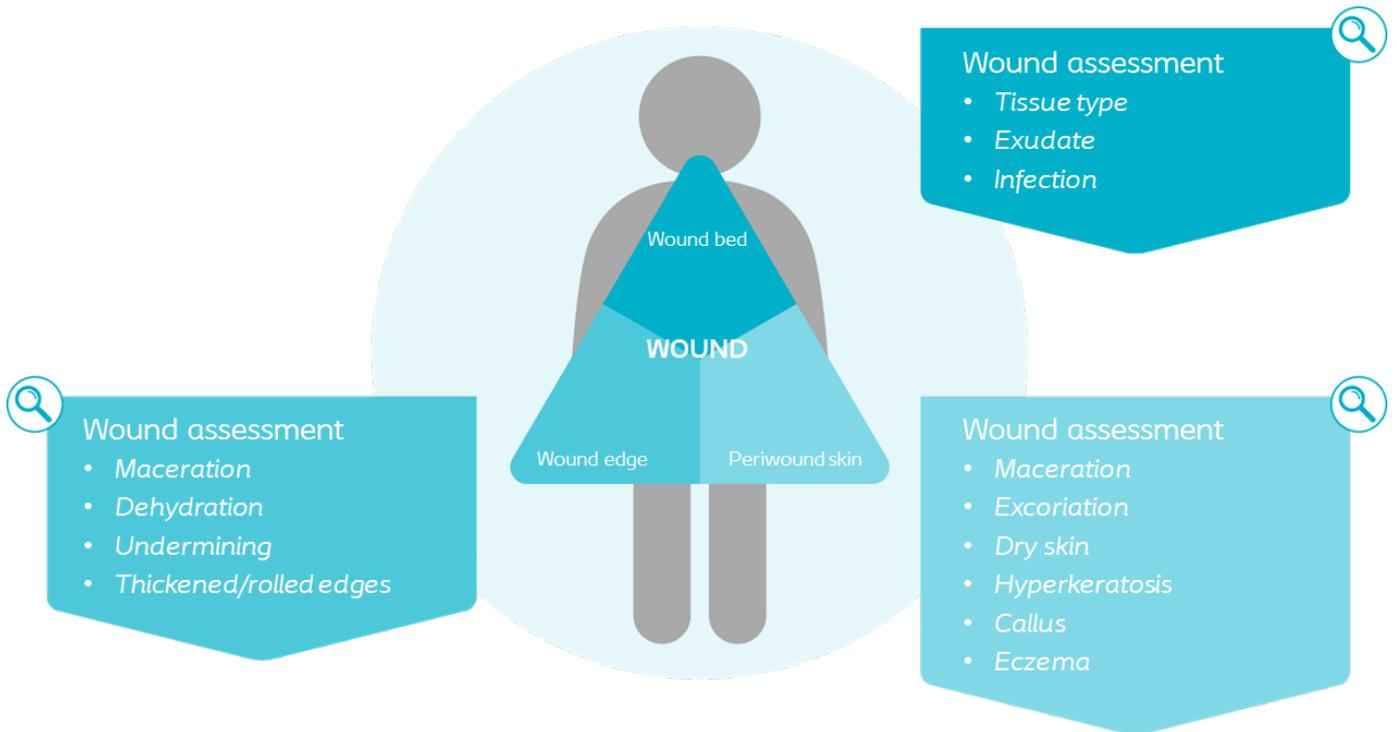 Wound assessment
• Tissue type
• Exudate
• Infection
Wound bed
WOUND
Wound edge
Periwound skin
Wound assessment
• Maceration
• Dehydration
• Undermining
• Thickened/rolled edges
Wound assessment
• Maceration
• Excoriation
• Dry skin
• Hyperkeratosis
• Callus
• Eczema